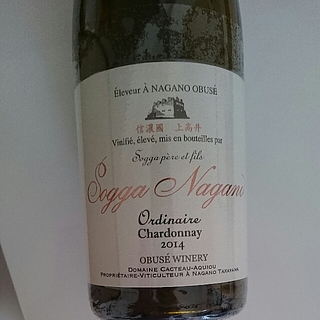 Éleveur À NAGANO OBUSÉ
信濃國 上高井
Vinifié, élevé, mis en bouteilles par
Sogga père et fils
Sogga Nagano
Ordinaire
Chardonnay
2014
OBUSÉ WINERY
DOMAINE CACTEAU-AQUIOU
PROPRIÉTAIRE-VITICULTEUR À NAGANO TAKAYAMA